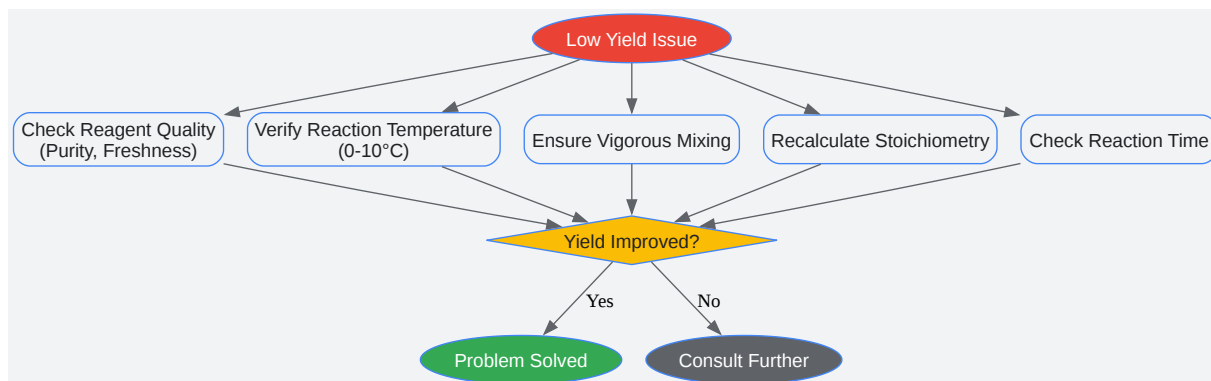 Low Yield Issue
Check Reagent Quality
(Purity, Freshness)
Verify Reaction Temperature
(0-10°C)
Ensure Vigorous Mixing
Recalculate Stoichiometry
Check Reaction Time
Yield Improved?
Yes
No
Problem Solved
Consult Further